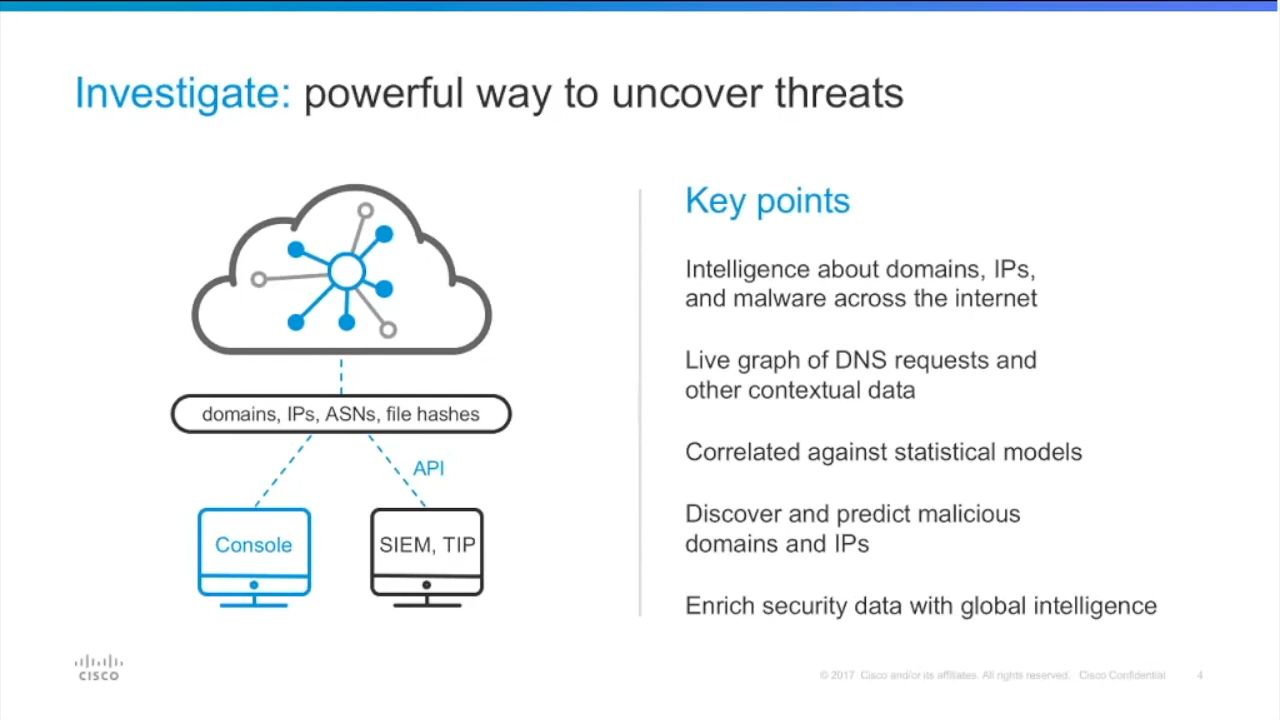 Investigate: powerful way to uncover threats
domains, IPs, ASNs, file hashes
API
Console
SIEM, TIP
Key points
Intelligence about domains, IPs,
and malware across the internet
Live graph of DNS requests and
other contextual data
Correlated against statistical models
Discover and predict malicious
domains and IPs
Enrich security data with global intelligence
CISCO
© 2017 Cisco and/or its affiliates. All rights reserved. Cisco Confidential
4